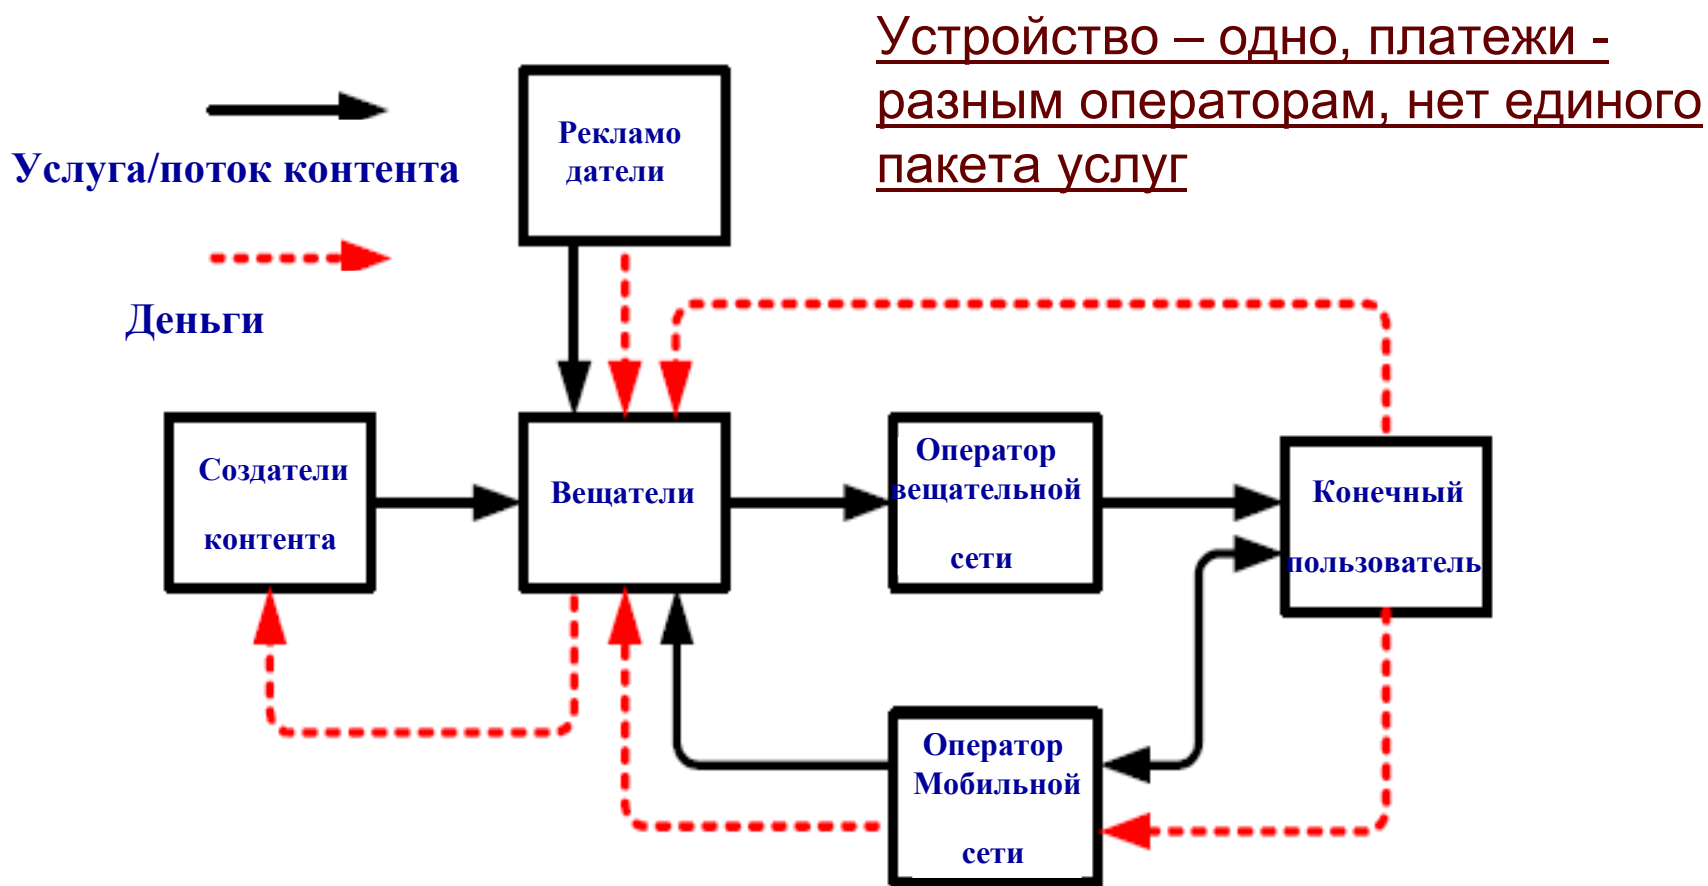 Устройство – одно, платежи -
разным операторам, нет единого
пакета услуг
Рекламо
датели
Услуга/поток контента
Деньги
Создатели
контента
Вещатели
Оператор
вещательной
сети
Конечный
пользователь
Оператор
Мобильной
сети